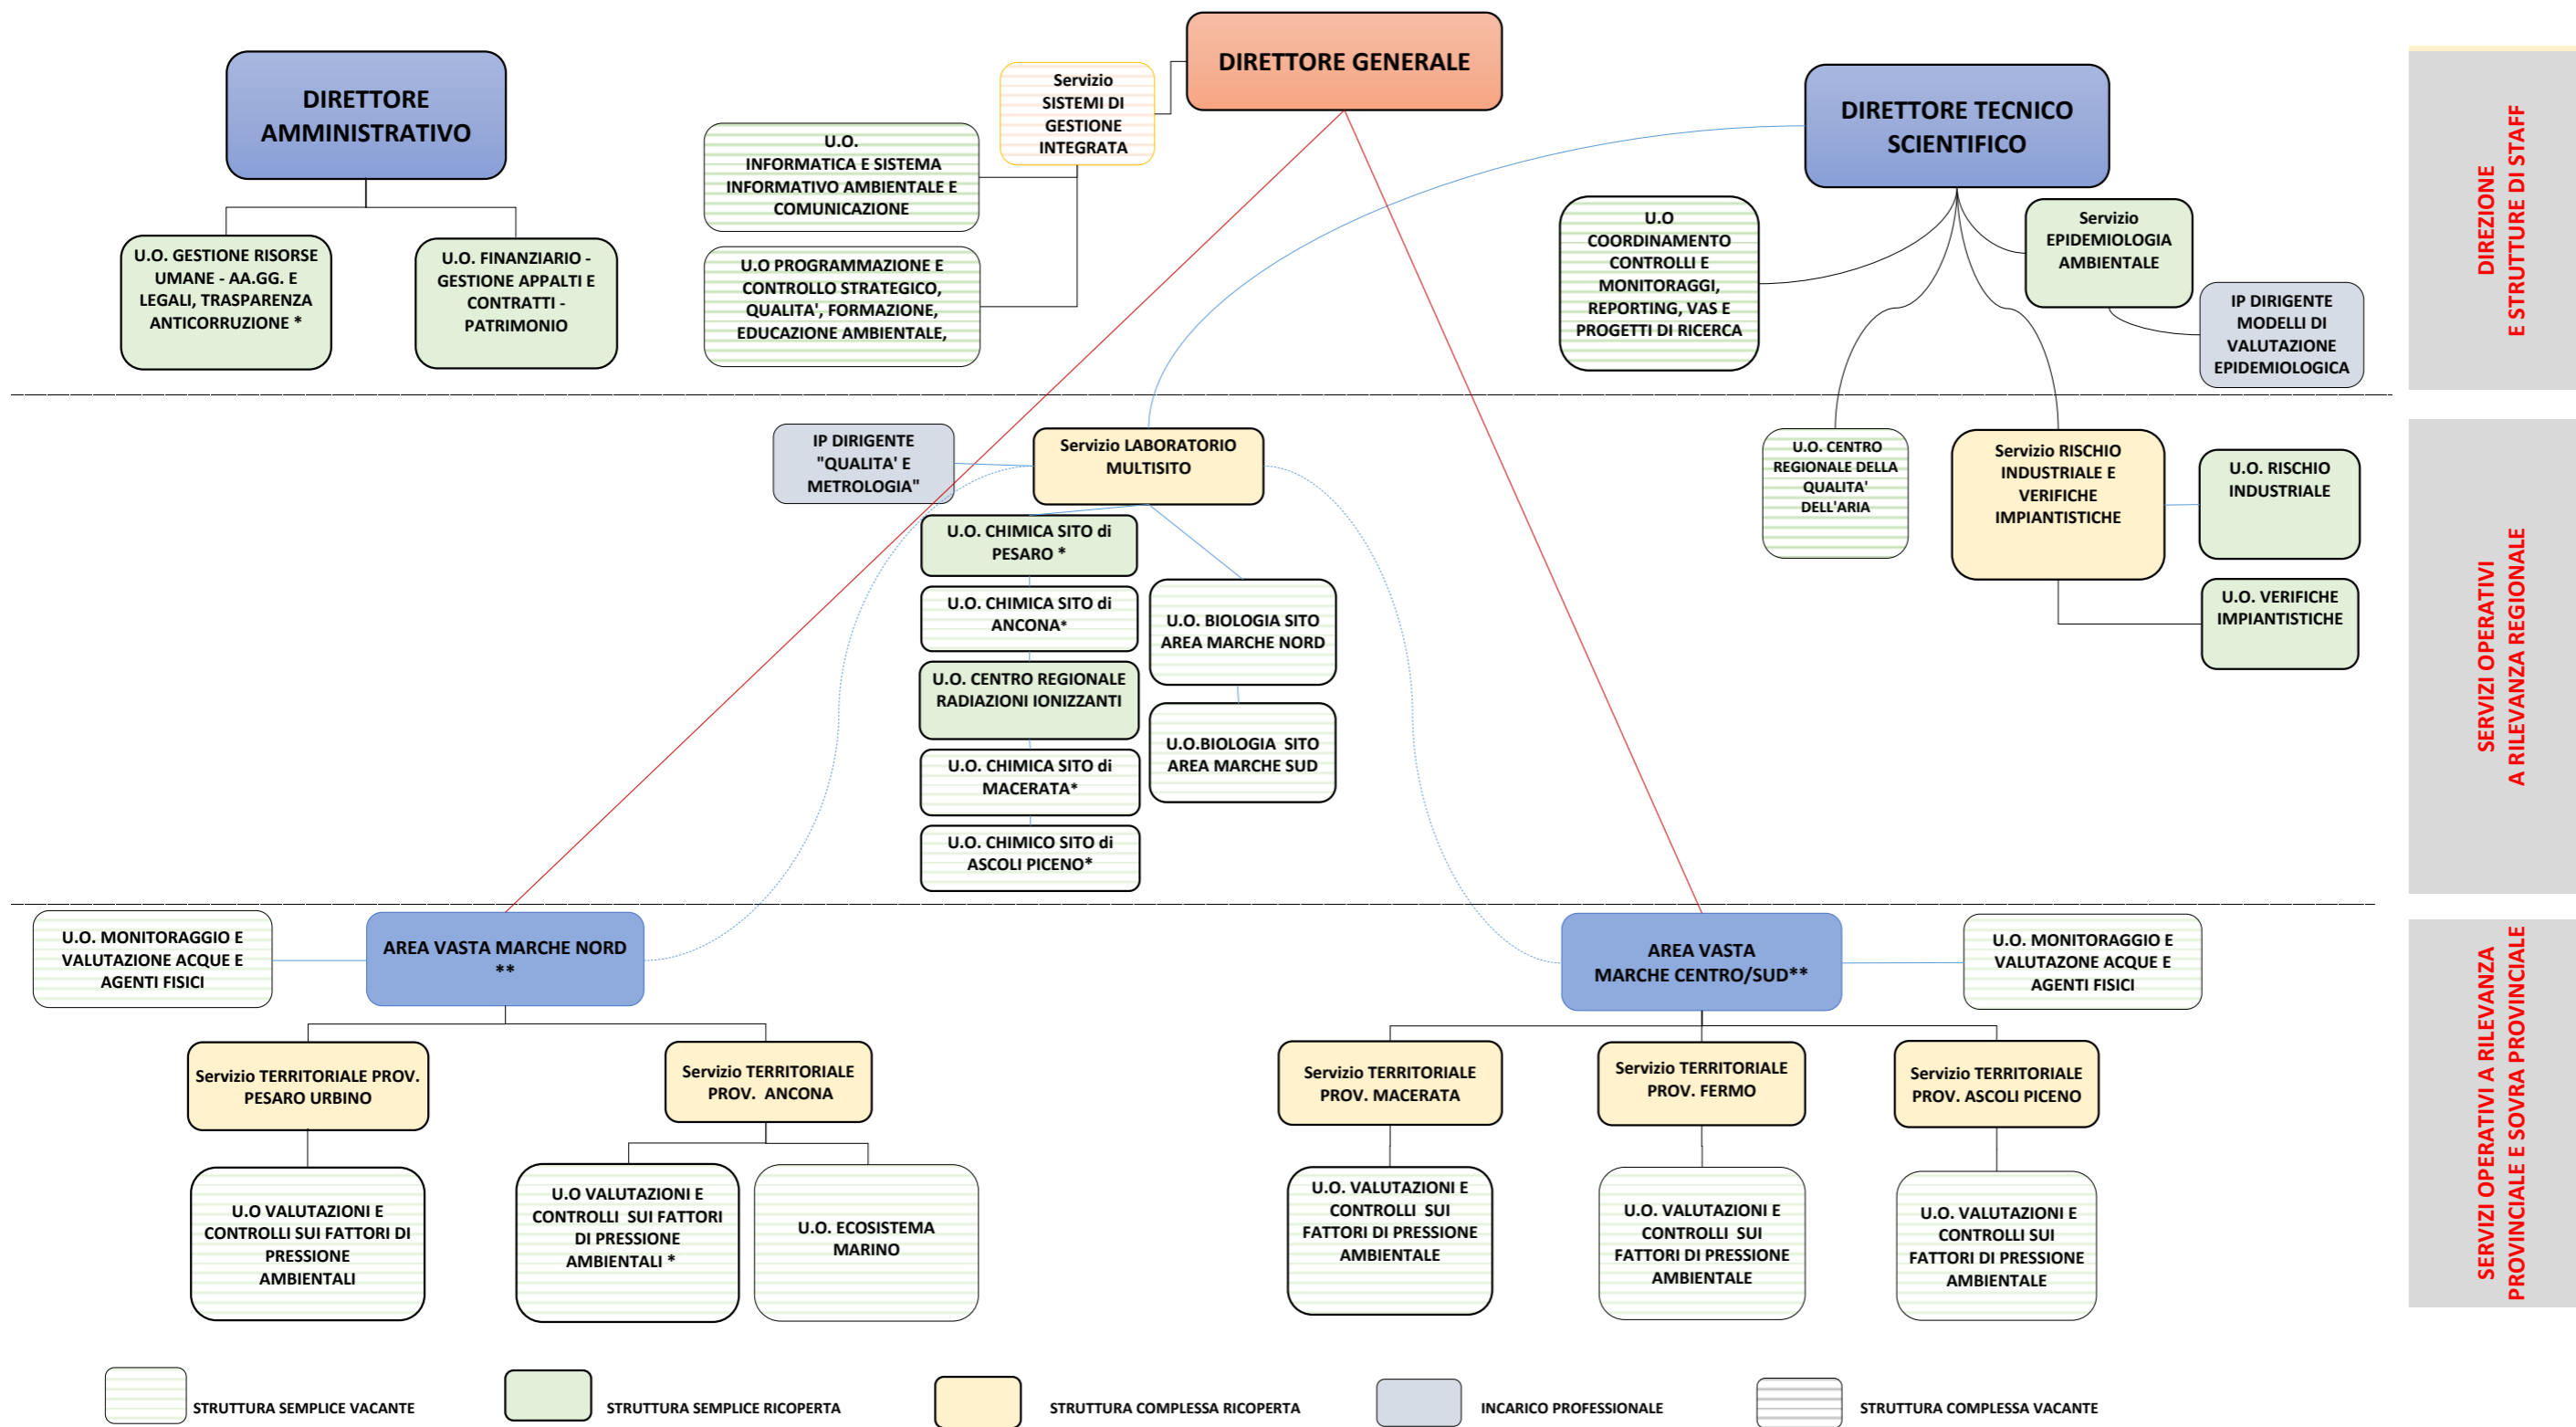 DIRETTORE GENERALE
DIRETTORE
AMMINISTRATIVO
Servizio
SISTEMI DI
GESTIONE
INTEGRATA
DIRETTORE TECNICO
SCIENTIFICO
U.O.
INFORMATICA E SISTEMA
INFORMATIVO AMBIENTALE E
COMUNICAZIONE
U.O PROGRAMMAZIONE E
CONTROLLO STRATEGICO,
QUALITA', FORMAZIONE,
EDUCAZIONE AMBIENTALE,
U.O. GESTIONE RISORSE
UMANE - AA.GG. E
LEGALI, TRASPARENZA
ANTICORRUZIONE *
U.O. FINANZIARIO -
GESTIONE APPALTI E
CONTRATTI -
PATRIMONIO
U.O
COORDINAMENTO
CONTROLLI E
MONITORAGGI,
REPORTING, VAS E
PROGETTI DI RICERCA
Servizio
EPIDEMIOLOGIA
AMBIENTALE
IP DIRIGENTE
MODELLI DI
VALUTAZIONE
EPIDEMIOLOGICA
DIREZIONE
E STRUTTURE DI STAFF
IP DIRIGENTE
"QUALITA' E
METROLOGIA"
Servizio LABORATORIO
MULTISITO
U.O. CENTRO
REGIONALE DELLA
QUALITA'
DELL'ARIA
Servizio RISCHIO
INDUSTRIALE E
VERIFICHE
IMPIANTISTICHE
U.O. RISCHIO
INDUSTRIALE
U.O. VERIFICHE
IMPIANTISTICHE
U.O. CHIMICA SITO di
PESARO *
U.O. CHIMICA SITO di
ANCONA*
U.O. CENTRO REGIONALE
RADIAZIONI IONIZZANTI
U.O. CHIMICA SITO di
MACERATA*
U.O. CHIMICO SITO di
ASCOLI PICENO*
U.O. BIOLOGIA SITO
AREA MARCHE NORD
U.O.BIOLOGIA  SITO
AREA MARCHE SUD
SERVIZI OPERATIVI
A RILEVANZA REGIONALE
U.O. MONITORAGGIO E
VALUTAZIONE ACQUE E
AGENTI FISICI
AREA VASTA MARCHE NORD
**
AREA VASTA
MARCHE CENTRO/SUD**
U.O. MONITORAGGIO E
VALUTAZONE ACQUE E
AGENTI FISICI
Servizio TERRITORIALE PROV.
PESARO URBINO
Servizio TERRITORIALE
PROV.  ANCONA
Servizio TERRITORIALE
PROV. MACERATA
Servizio TERRITORIALE
PROV. FERMO
Servizio TERRITORIALE
PROV. ASCOLI PICENO
U.O VALUTAZIONI E
CONTROLLI SUI FATTORI DI
PRESSIONE
AMBIENTALI
U.O VALUTAZIONI E
CONTROLLI  SUI FATTORI
DI PRESSIONE
AMBIENTALI *
U.O. ECOSISTEMA
MARINO
U.O. VALUTAZIONI E
CONTROLLI  SUI
FATTORI DI PRESSIONE
AMBIENTALE
U.O. VALUTAZIONI E
CONTROLLI  SUI
FATTORI DI PRESSIONE
AMBIENTALE
U.O. VALUTAZIONI E
CONTROLLI SUI
FATTORI DI PRESSIONE
AMBIENTALE
SERVIZI OPERATIVI A RILEVANZA
PROVINCIALE E SOVRA PROVINCIALE
STRUTTURA SEMPLICE VACANTE
STRUTTURA SEMPLICE RICOPERTA
STRUTTURA COMPLESSA RICOPERTA
INCARICO PROFESSIONALE
STRUTTURA COMPLESSA VACANTE